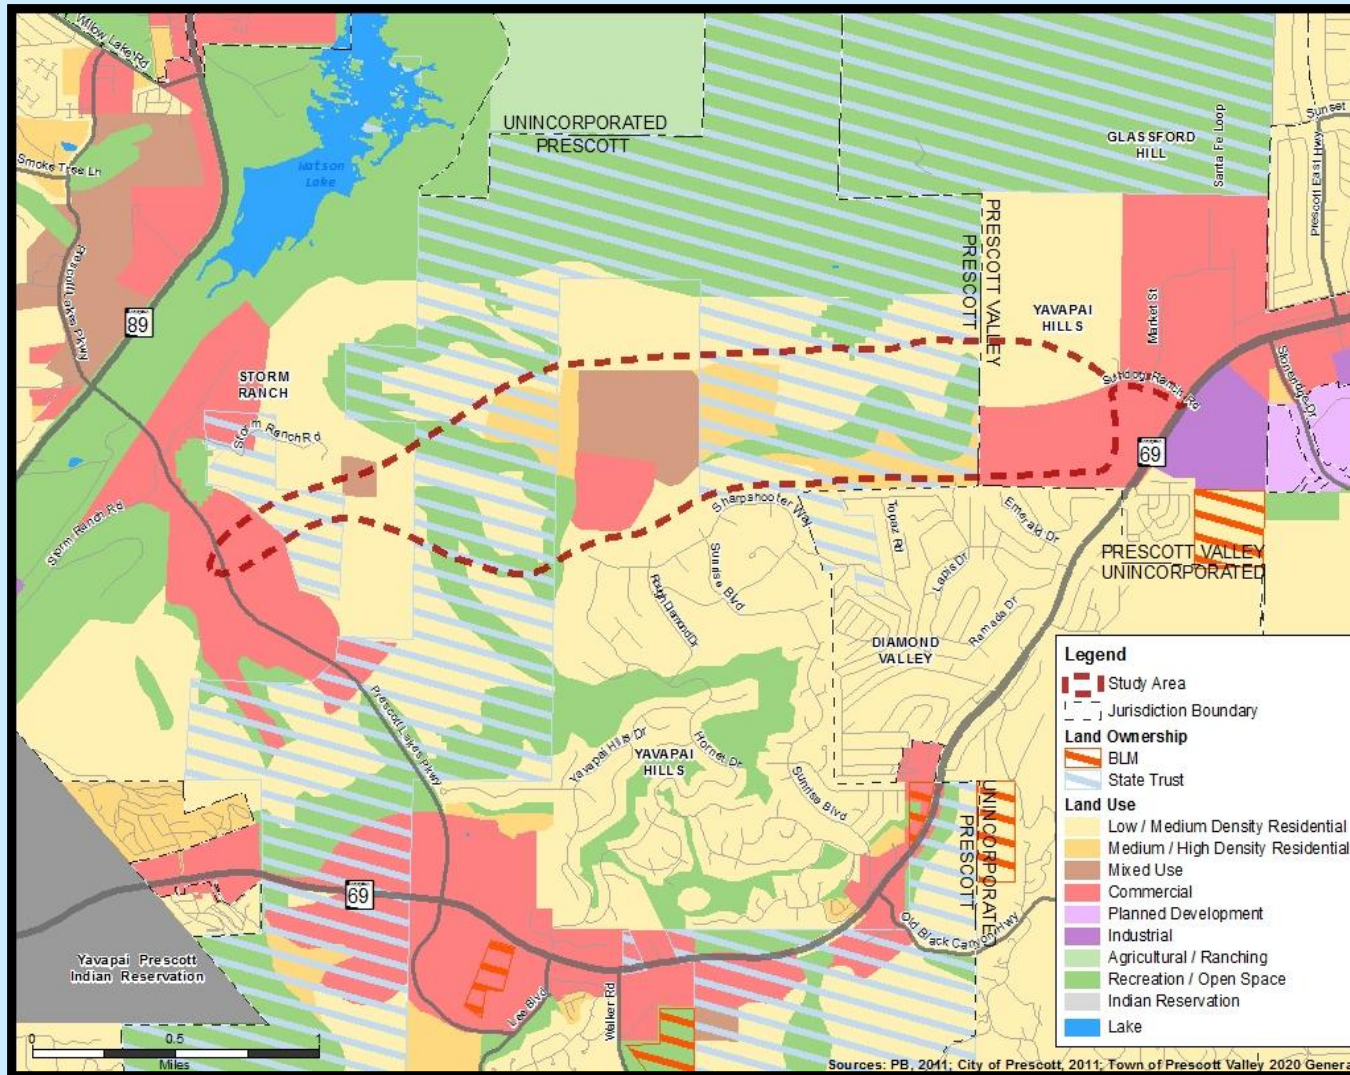 Willow Lake Rd
UNINCORPORATED
PRESCOTT
GLASSFORD
HILL
Santa Fe Loop
Sunset
Prescott East Hwy
Smoke Tree Ln
Watson
Lake
PRESCOTT VALLEY
PRESCOTT
Prescott Lakes Pkwy
89
YAVAPAI
HILLS
Market St
Stoneridge Dr
STORM
RANCH
Sundog Ranch Rd
Storm Ranch Rd
69
Storm Ranch Rd
Sharpshooter Way
Topaz Rd
Emerald Dr
PRESCOTT VALLEY
UNINCORPORATED
Sunrise Blvd
Lapis Dr
Rough Diamond Dr
Ramada Dr
DIAMOND
VALLEY
Prescott Lakes Pkwy
Yavapai Hills Dr
YAVAPAI
HILLS
Hornet Dr
Sunrise Blvd
UNINCORPORATED
PRESCOTT
69
Old Black Canyon Hwy
Yavapai Prescott
Indian Reservation
Lee Blvd
Walker Rd
0 0.5 1
Miles
Legend
Study Area
Jurisdiction Boundary
Land Ownership
BLM
State Trust
Land Use
Low / Medium Density Residential
Medium / High Density Residential
Mixed Use
Commercial
Planned Development
Industrial
Agricultural / Ranching
Recreation / Open Space
Indian Reservation
Lake
Sources: PB, 2011; City of Prescott, 2011; Town of Prescott Valley 2020 Genera